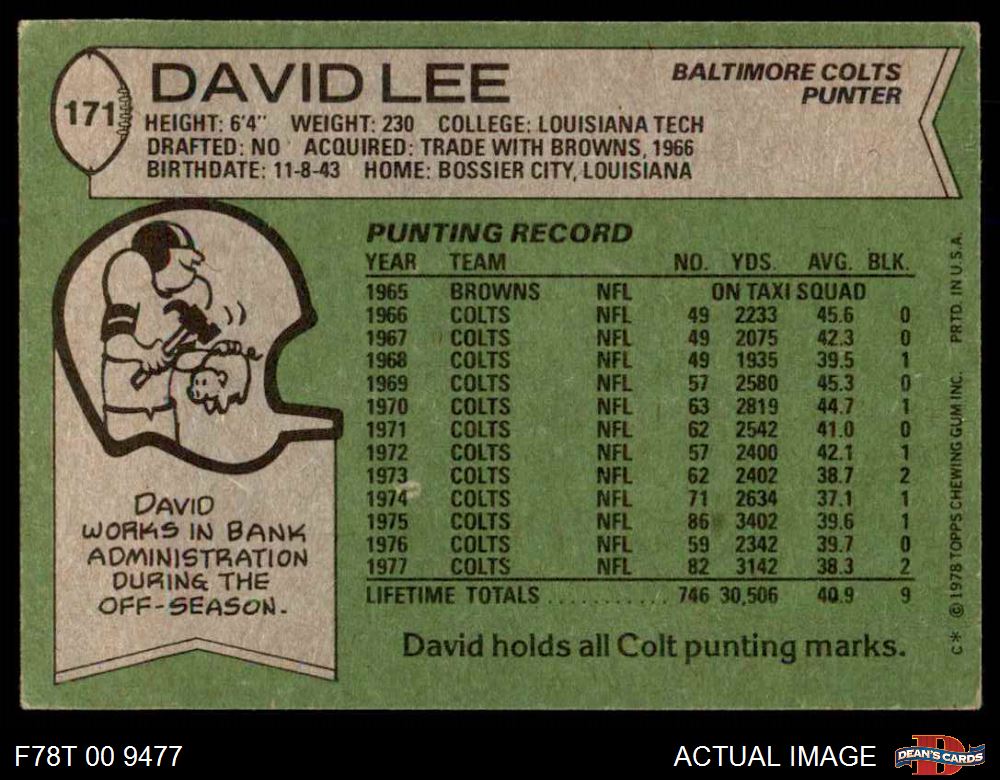 171
DAVID LEE
BALTIMORE COLTS
PUNTER
HEIGHT: 6'4" WEIGHT: 230 COLLEGE: LOUISIANA TECH
DRAFTED: NO ACQUIRED: TRADE WITH BROWNS, 1966
BIRTHDATE: 11-8-43 HOME: BOSSIER CITY, LOUISIANA
PUNTING RECORD
YEAR TEAM NO. YDS. AVG. BLK.
1965 BROWNS NFL ON TAXI SQUAD
1966 COLTS NFL 49 2233 45.6 0
1967 COLTS NFL 49 2075 42.3 0
1968 COLTS NFL 49 1935 39.5 1
1969 COLTS NFL 57 2580 45.3 0
1970 COLTS NFL 63 2819 44.7 1
1971 COLTS NFL 62 2542 41.0 0
1972 COLTS NFL 57 2400 42.1 1
1973 COLTS NFL 62 2402 38.7 2
1974 COLTS NFL 71 2634 37.1 1
1975 COLTS NFL 86 3402 39.6 1
1976 COLTS NFL 59 2342 39.7 0
1977 COLTS NFL 82 3142 38.3 2
LIFETIME TOTALS ........... 746 30,506 40.9 9
David holds all Colt punting marks.
DAVID
WORKS IN BANK
ADMINISTRATION
DURING THE
OFF-SEASON.
C* © 1978 TOPPS CHEWING GUM INC. PRTD. IN U.S.A.
F78T 00 9477
ACTUAL IMAGE
D
DEAN'S CARDS